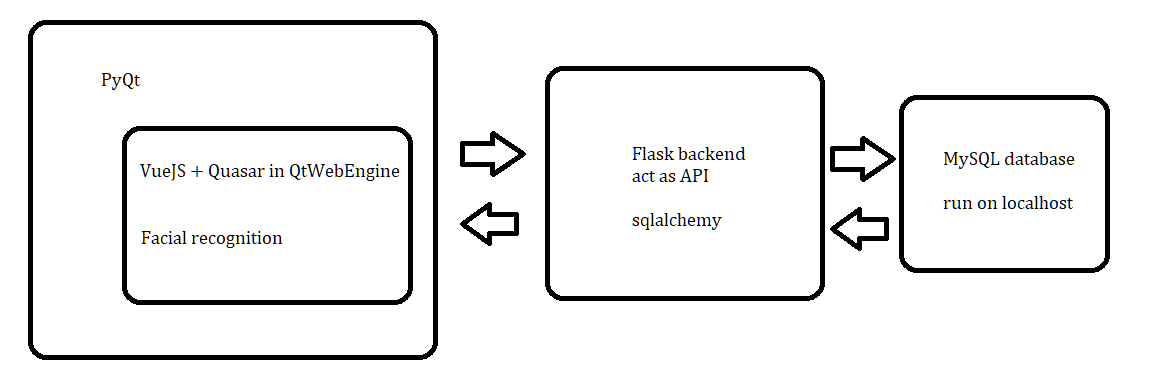 PyQt
VueJS + Quasar in QtWebEngine
Facial recognition
Flask backend
act as API
sqlalchemy
MySQL database
run on localhost